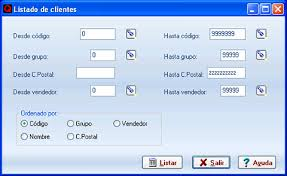 Listado de clientes
Desde código: 0 Hasta código: 9999999
Desde grupo: 0 Hasta grupo: 99999
Desde C.Postal: Hasta C.Postal: zzzzzzzzzz
Desde vendedor: 0 Hasta vendedor: 99999
Ordenado por:
Código Grupo Vendedor
Nombre. C.Postal
Listar Salir Ayuda